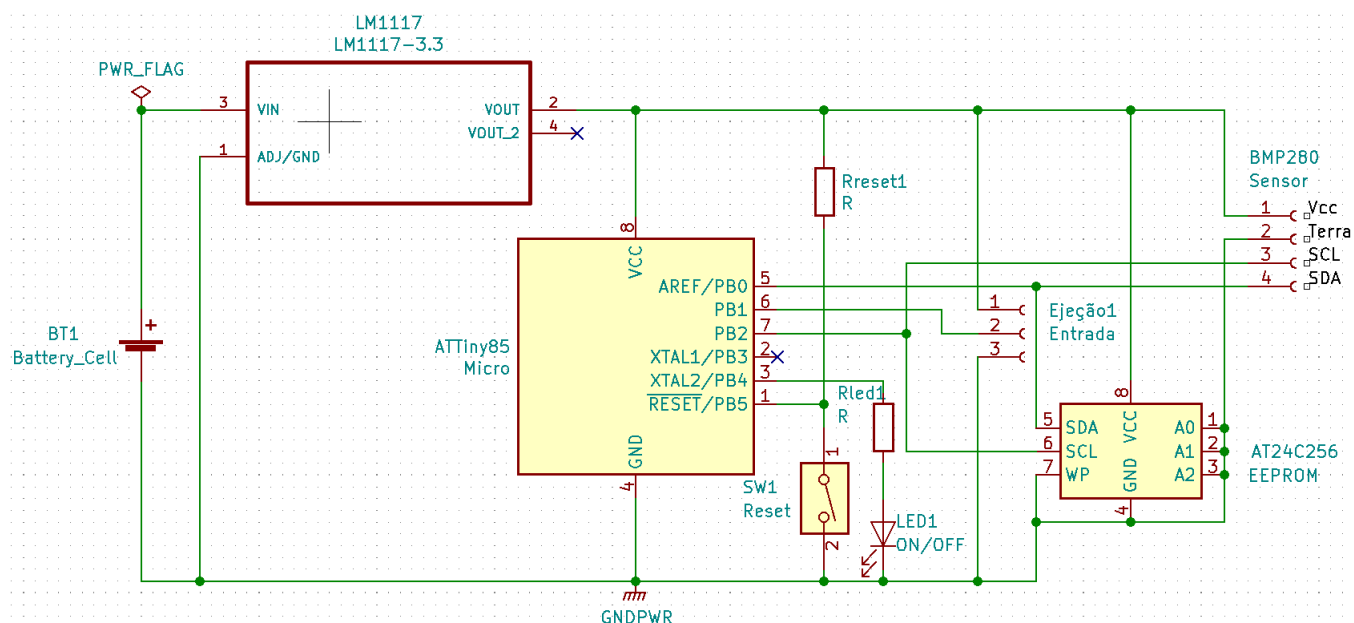 LM1117
LM1117-3.3
PWR_FLAG
3 VIN VOUT 2
VOUT_2 4
1 ADJ/GND
BMP280
Sensor
Rreset1
R
1 Vcc
2 Terra
3 SCL
4 SDA
8
VCC
AREF/PB0 5
PB1 6
PB2 7
XTAL1/PB3 2
XTAL2/PB4 3
RESET/PB5 1
GND
4
ATTiny85
Micro
BT1
Battery_Cell
+
1 Ejeção1
2 Entrada
3
Rled1
R
8
5 SDA VCC A0 1
6 SCL A1 2
7 WP GND A2 3
4
AT24C256
EEPROM
1
SW1
Reset
2
LED1
ON/OFF
GNDPWR